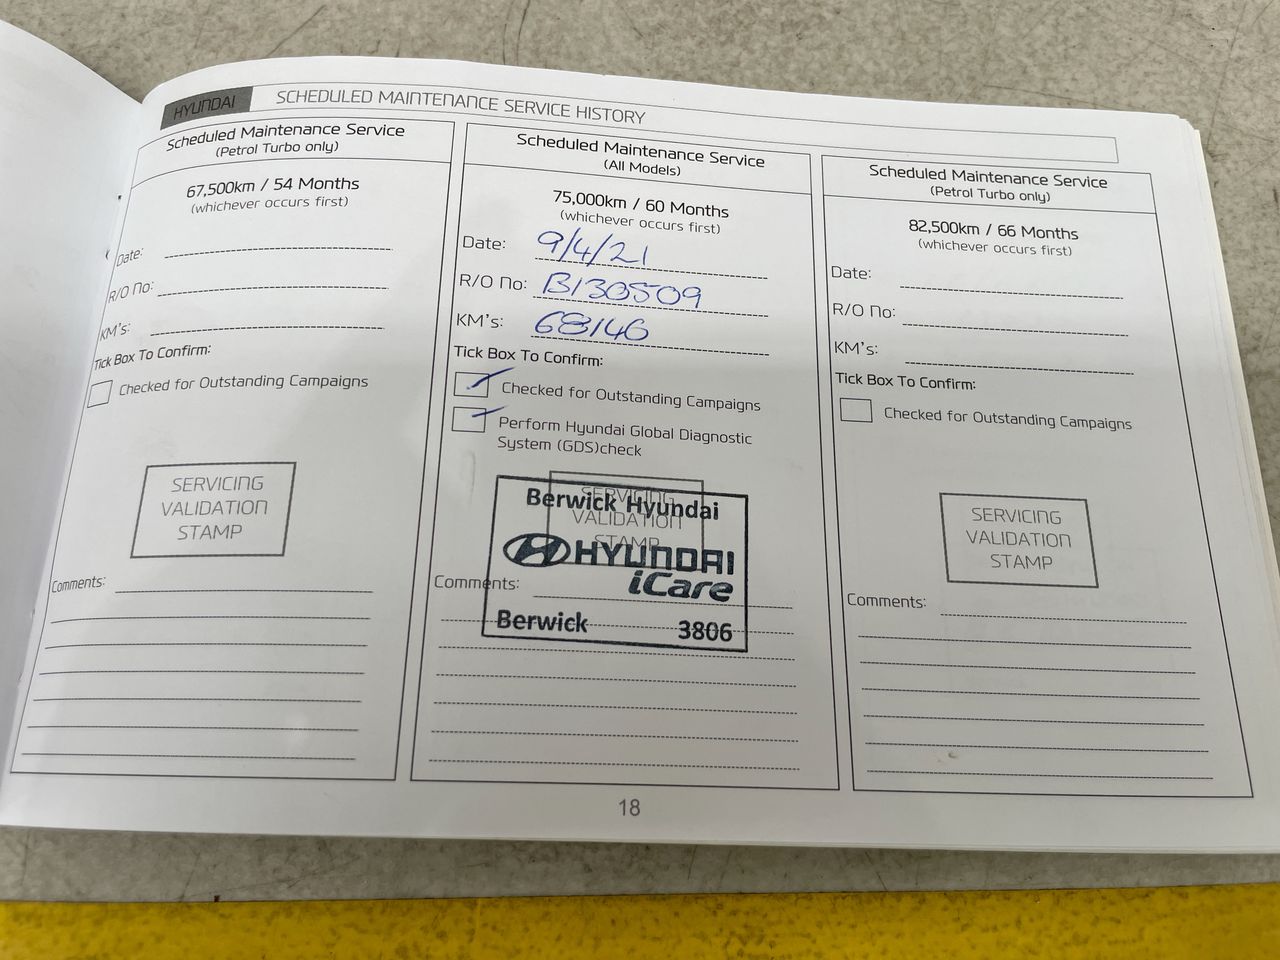 HYUNDAI SCHEDULED MAINTENANCE SERVICE HISTORY
Scheduled Maintenance Service
(Petrol Turbo only)
67,500km / 54 Months
(whichever occurs first)
Date:
R/O No:
KM's:
Tick Box To Confirm:
Checked for Outstanding Campaigns
SERVICING
VALIDATION
STAMP
Comments:
Scheduled Maintenance Service
(All Models)
75,000km / 60 Months
(whichever occurs first)
Date: 9/4/21
R/O No: B130509
KM's: 68146
Tick Box To Confirm:
Checked for Outstanding Campaigns
Perform Hyundai Global Diagnostic
System (GDS)check
SERVICING
VALIDATION
STAMP
Berwick Hyundai
HYUNDAI
iCare
Berwick 3806
Comments:
Scheduled Maintenance Service
(Petrol Turbo only)
82,500km / 66 Months
(whichever occurs first)
Date:
R/O No:
KM's:
Tick Box To Confirm:
Checked for Outstanding Campaigns
SERVICING
VALIDATION
STAMP
Comments:
18